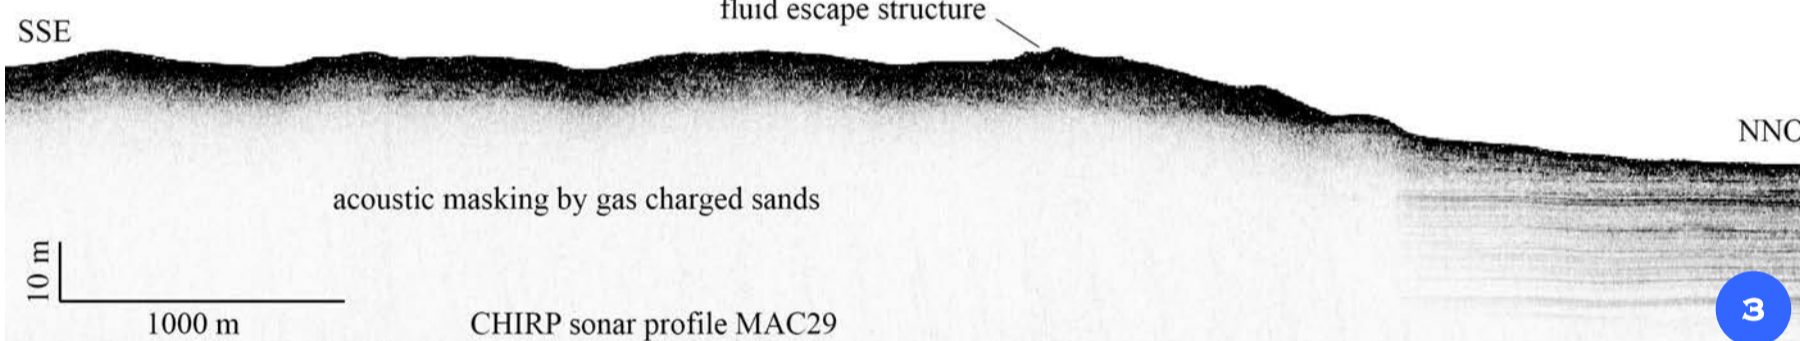 fluid escape structure
SSE
NNO
acoustic masking by gas charged sands
10 m
1000 m
CHIRP sonar profile MAC29
3